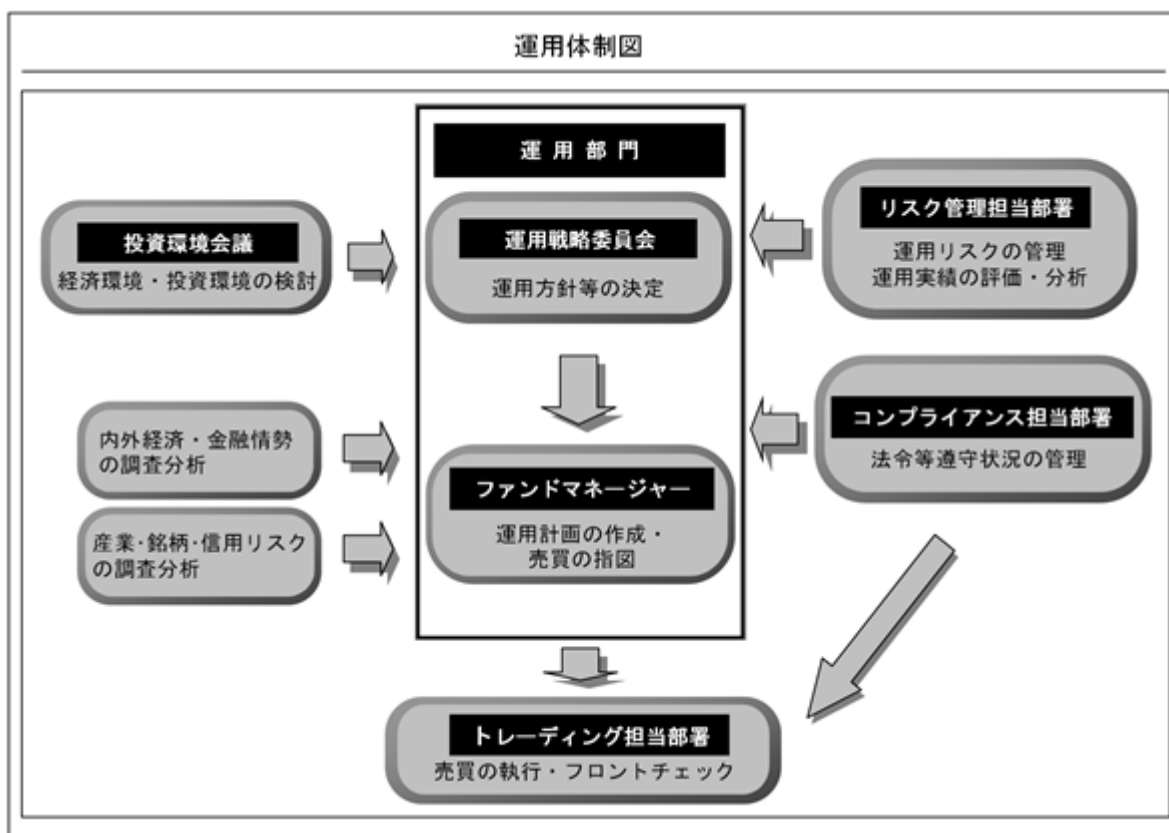 運用体制図
運用部門
投資環境会議
経済環境・投資環境の検討
運用戦略委員会
運用方針等の決定
リスク管理担当部署
運用リスクの管理
運用実績の評価・分析
内外経済・金融情勢
の調査分析
産業・銘柄・信用リスク
の調査分析
ファンドマネージャー
運用計画の作成・
売買の指図
コンプライアンス担当部署
法令等遵守状況の管理
トレーディング担当部署
売買の執行・フロントチェック